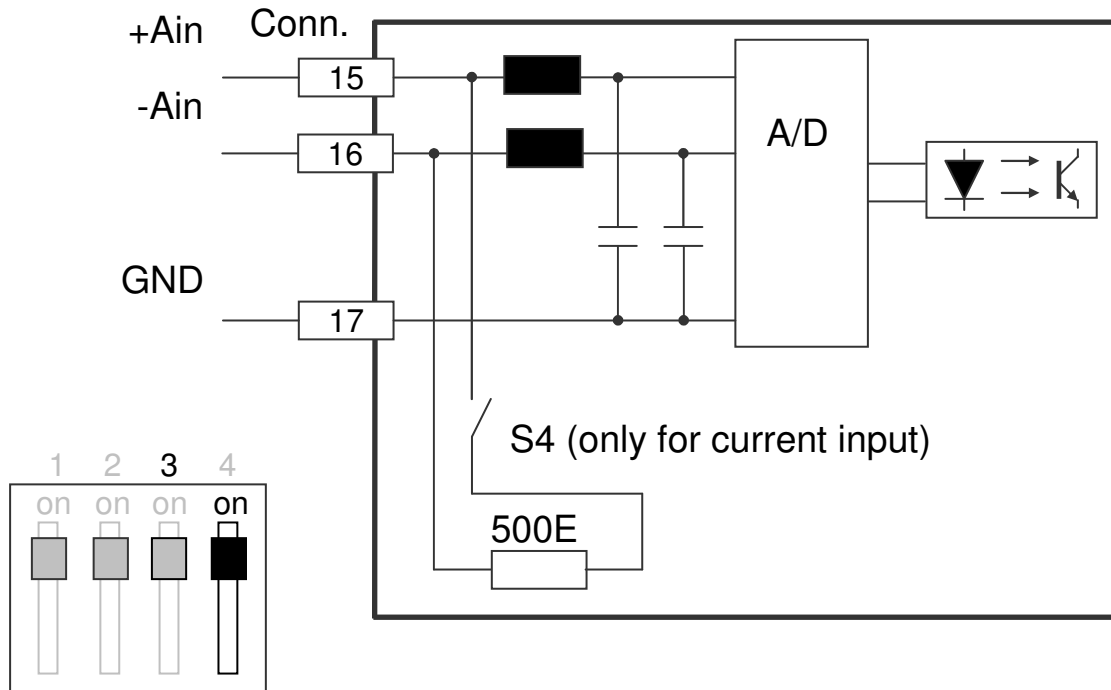 +Ain Conn.
15
-Ain
16
A/D
GND
17
S4 (only for current input)
1 2 3 4
on on on on
500E